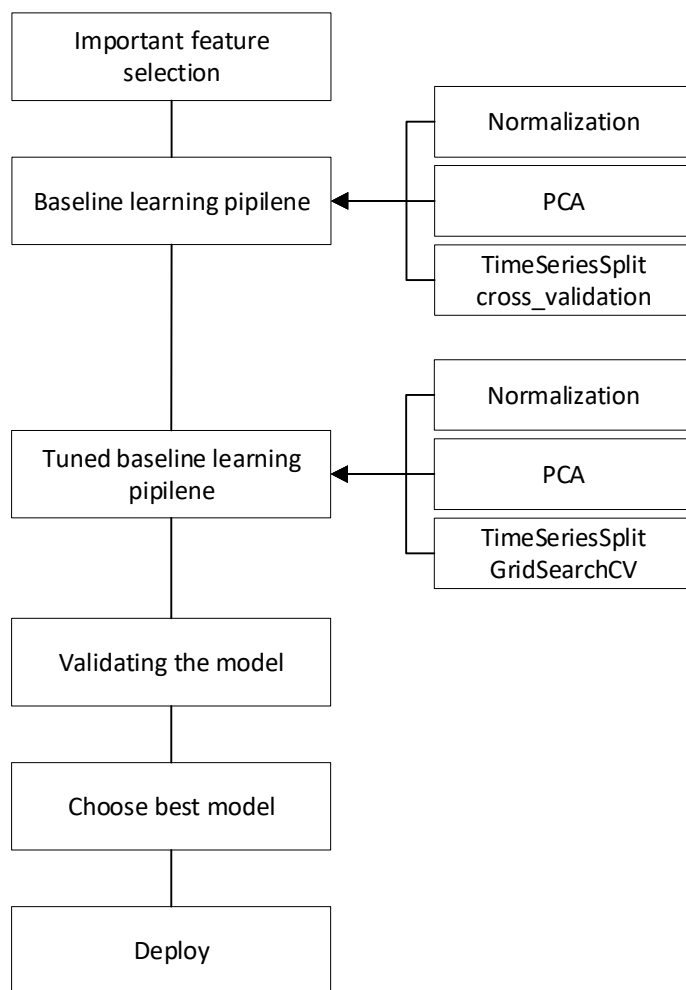 Important feature
selection
Baseline learning pipilene
Normalization
PCA
TimeSeriesSplit
cross_validation
Tuned baseline learning
pipilene
Normalization
PCA
TimeSeriesSplit
GridSearchCV
Validating the model
Choose best model
Deploy